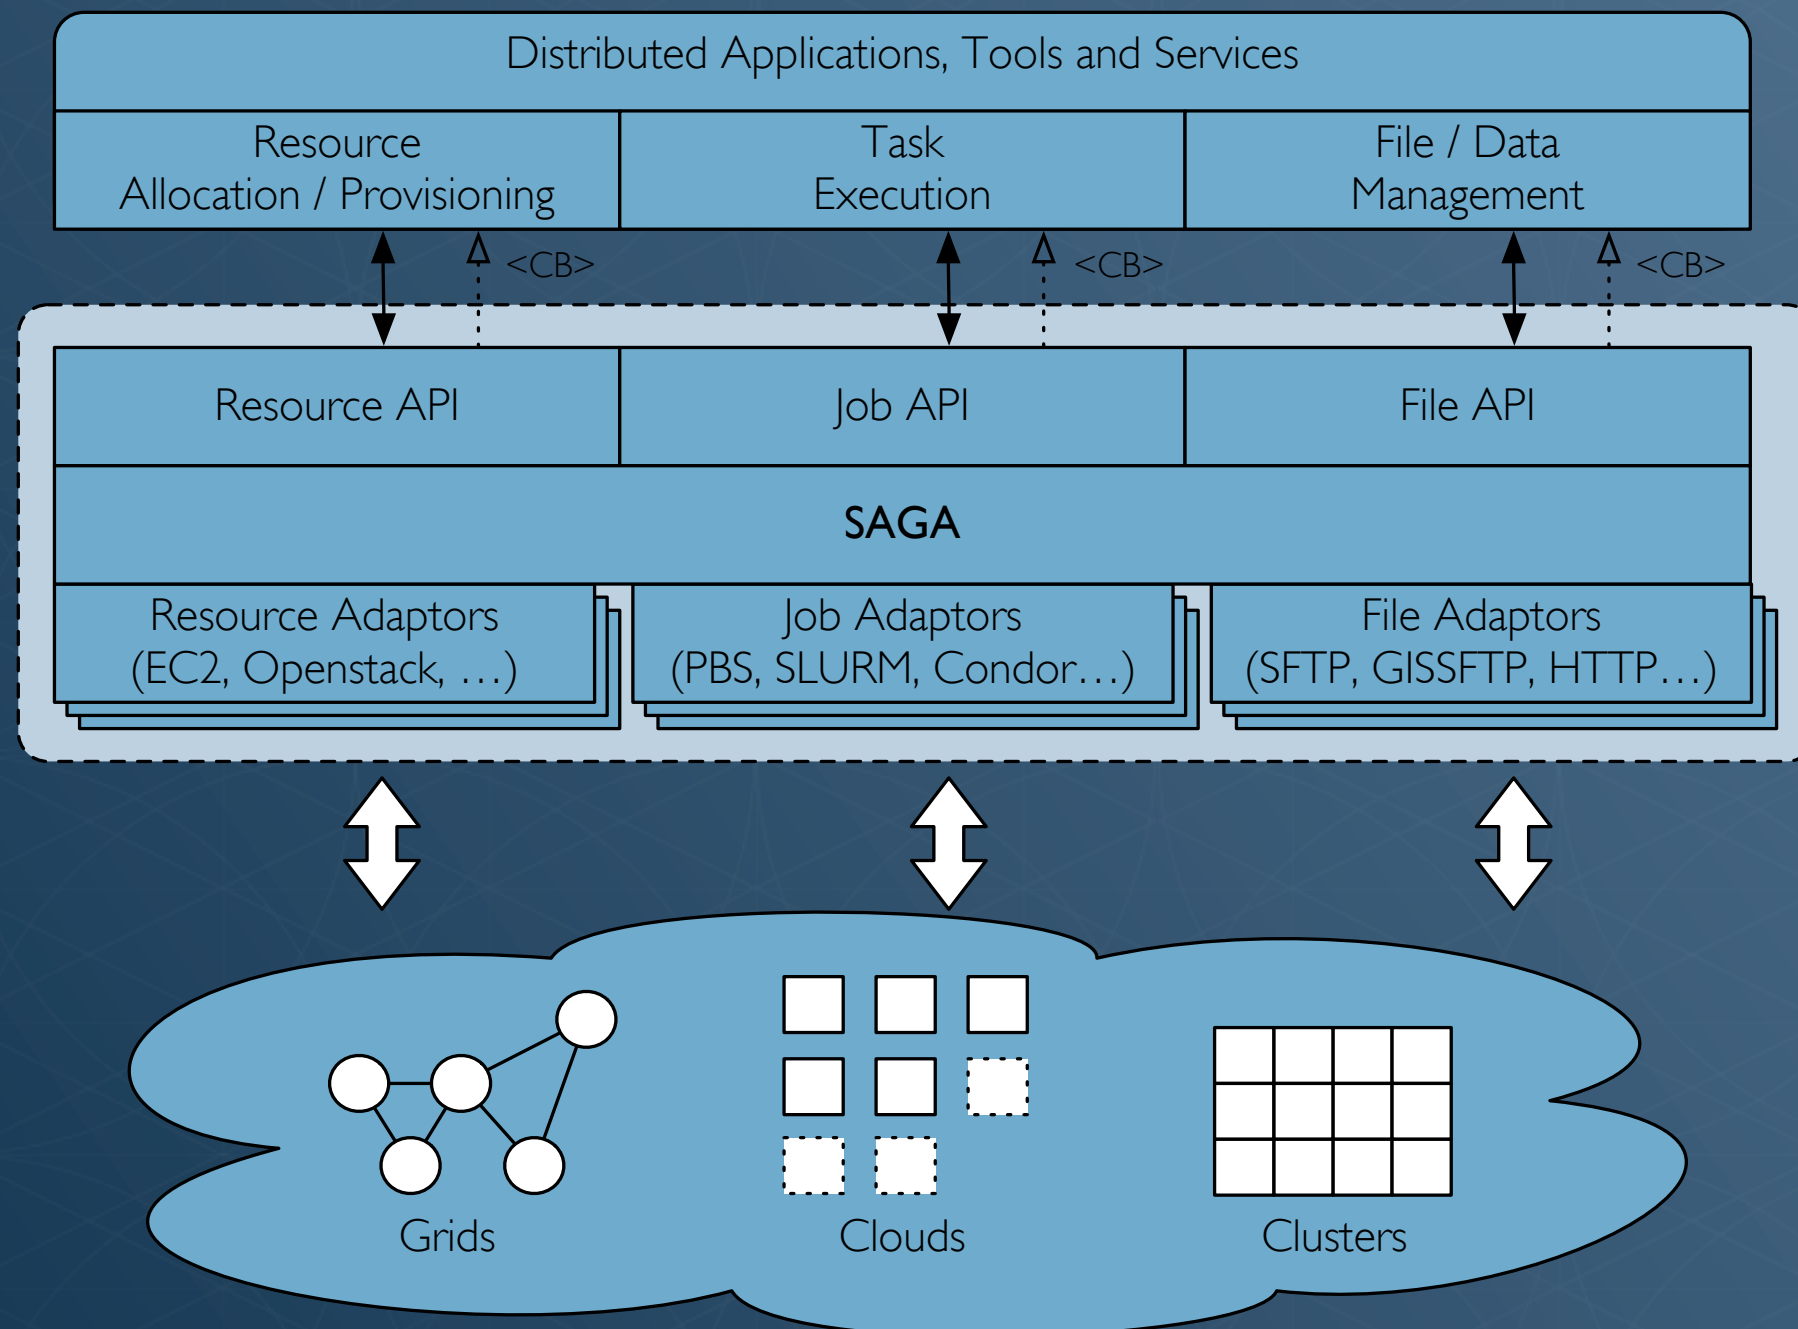 Distributed Applications, Tools and Services
Resource
Allocation / Provisioning
Task
Execution
File / Data
Management
<CB>
<CB>
<CB>
Resource API
Job API
File API
SAGA
Resource Adaptors
(EC2, Openstack, …)
Job Adaptors
(PBS, SLURM, Condor…)
File Adaptors
(SFTP, GISSFTP, HTTP…)
Grids
Clouds
Clusters